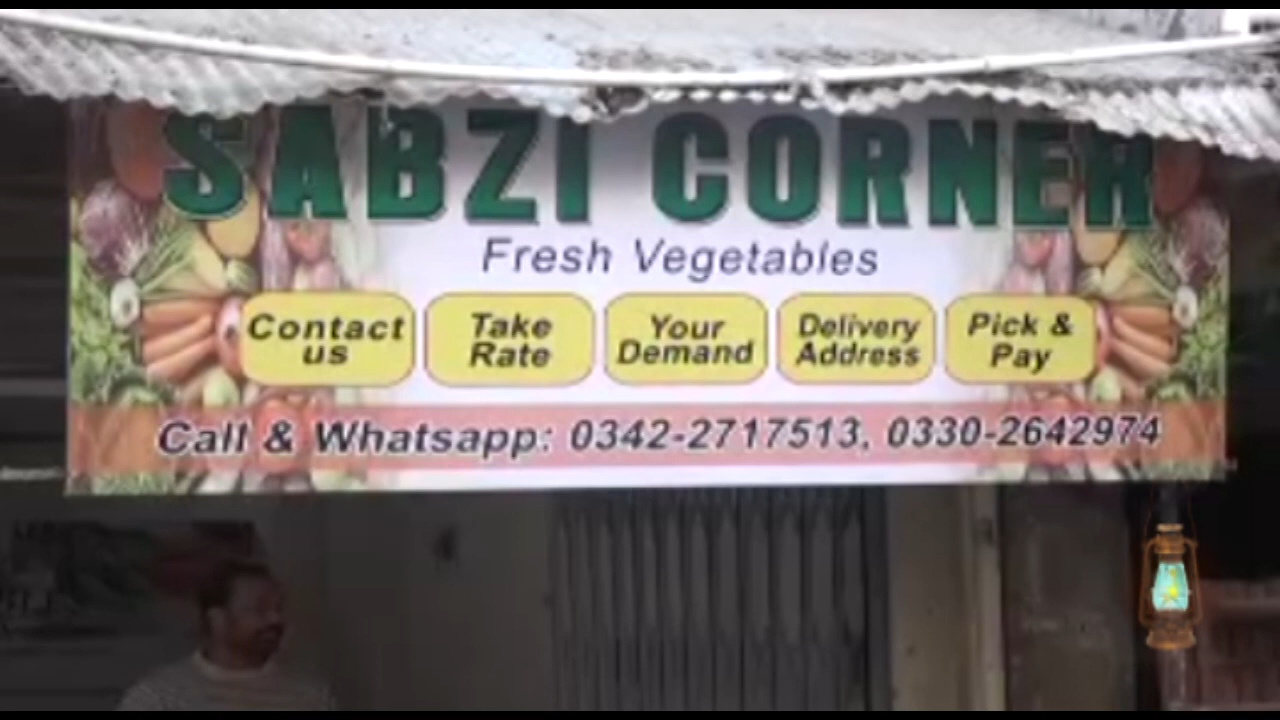 SABZI CORNER
Fresh Vegetables
Contact us
Take Rate
Your Demand
Delivery Address
Pick & Pay
Call & Whatsapp: 0342-2717513, 0330-2642974